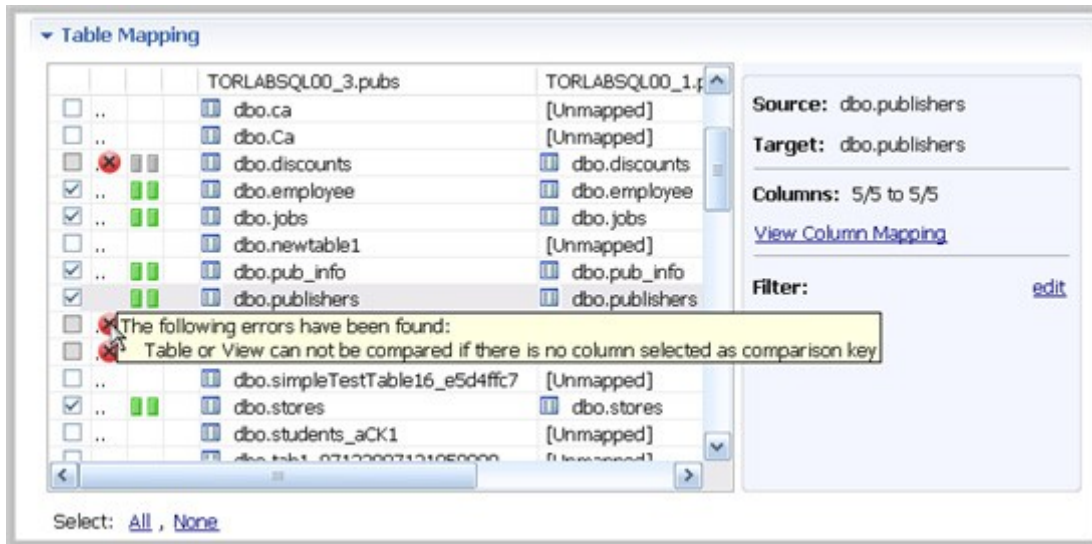 Table Mapping
TORLABSQL00_3.pubs TORLABSQL00_1.p
.. dbo.ca [Unmapped]
.. dbo.Ca [Unmapped]
. dbo.discounts dbo.discounts
.. dbo.employee dbo.employee
.. dbo.jobs dbo.jobs
.. dbo.newtable1 [Unmapped]
.. dbo.pub_info dbo.pub_info
dbo.publishers dbo.publishers
The following errors have been found:
Table or View can not be compared if there is no column selected as comparison key
.. dbo.simpleTestTable16_e5d4ffc7 [Unmapped]
.. dbo.stores dbo.stores
.. dbo.students_aCK1 [Unmapped]
[Unmapped]
Select: All , None
Source: dbo.publishers
Target: dbo.publishers
Columns: 5/5 to 5/5
View Column Mapping
Filter: edit